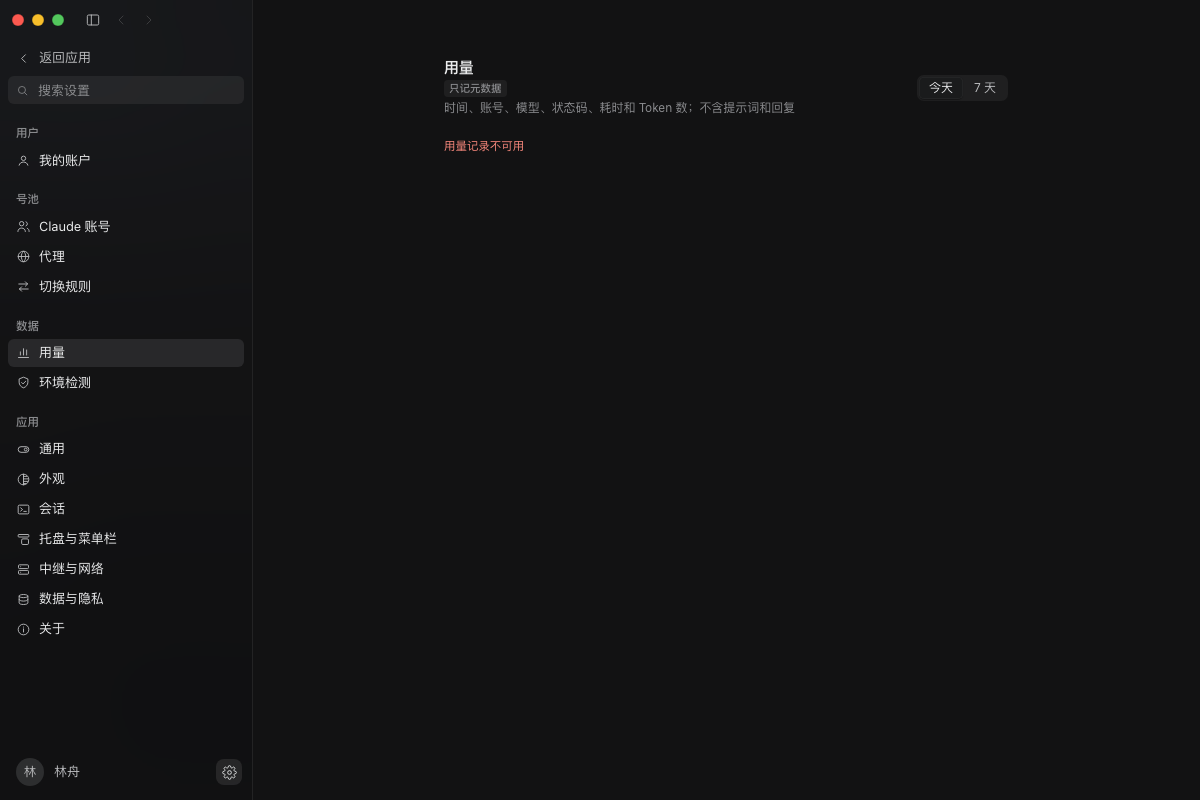 返回应用
搜索设置
用户
我的账户
号池
Claude 账号
代理
切换规则
数据
用量
环境检测
应用
通用
外观
会话
托盘与菜单栏
中继与网络
数据与隐私
关于
林 林舟
用量
只记元数据
时间、账号、模型、状态码、耗时和 Token 数；不含提示词和回复
今天 7 天
用量记录不可用